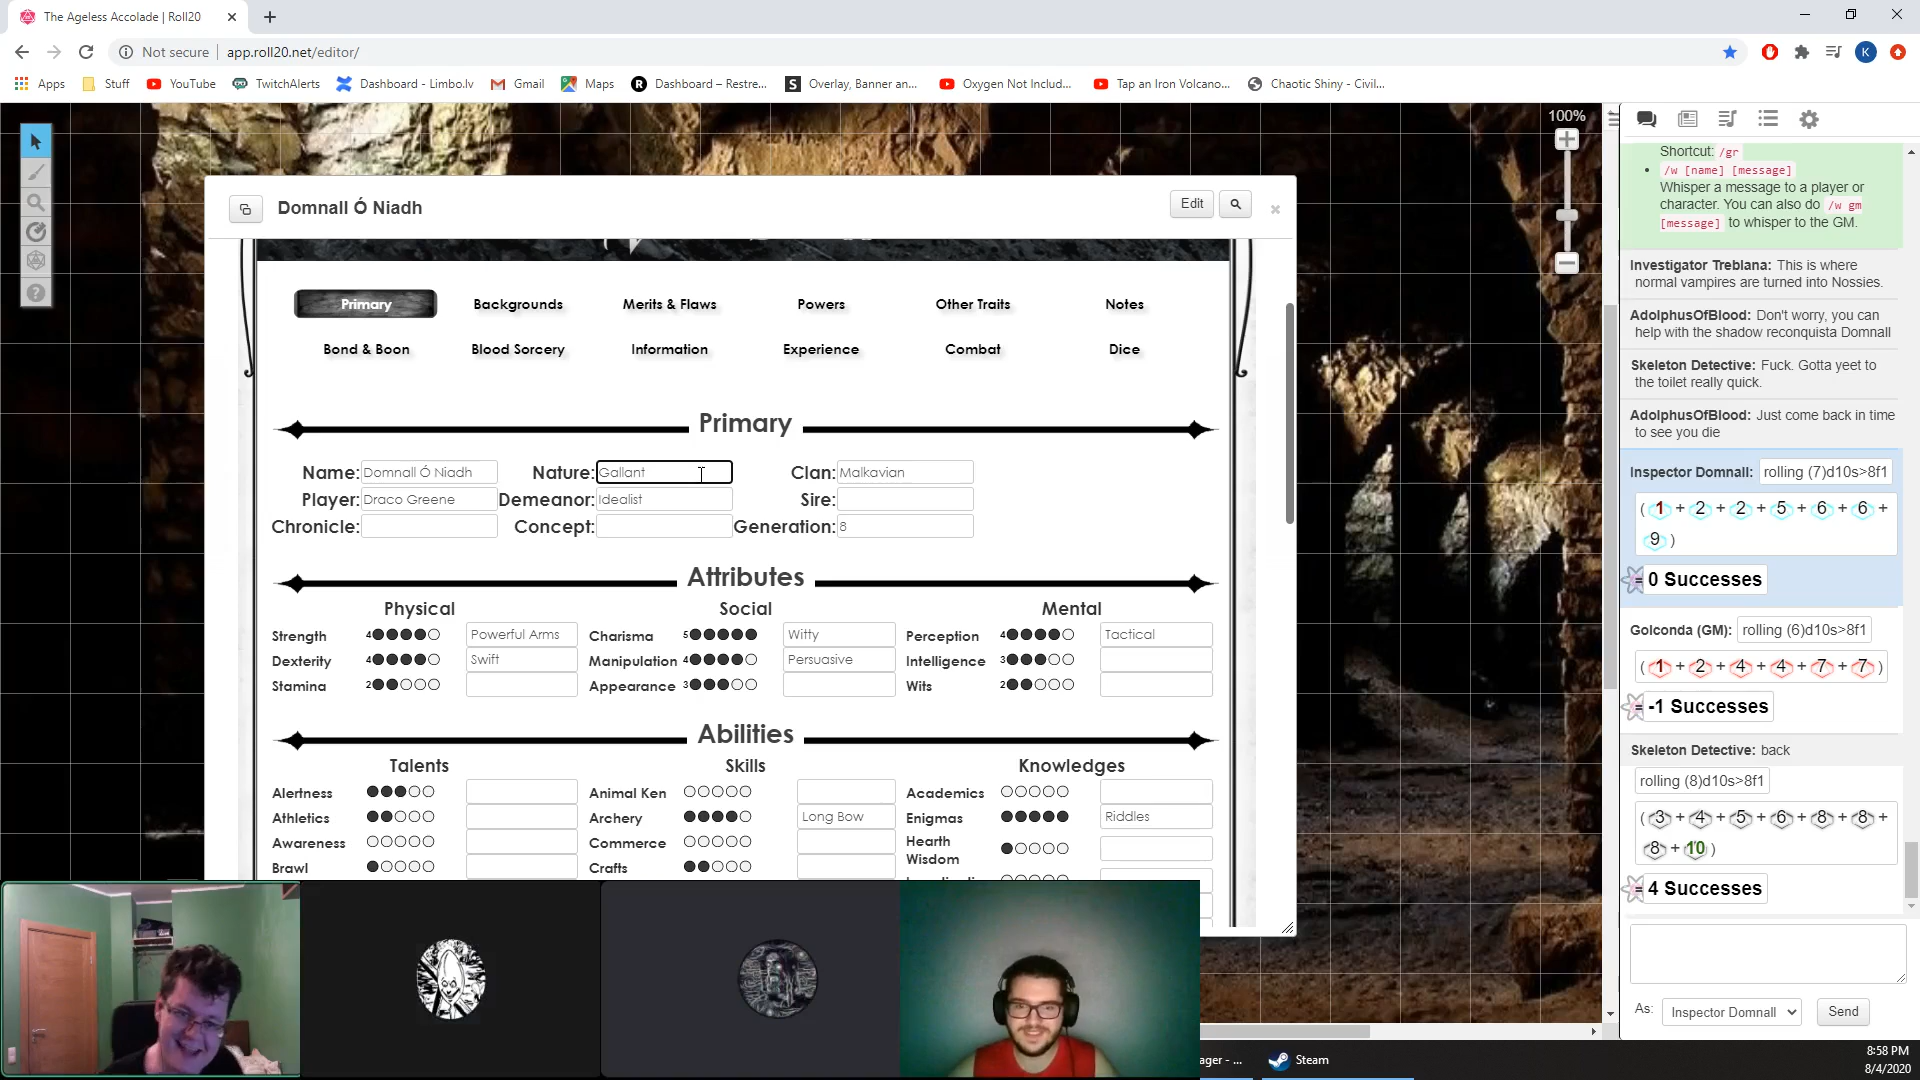 The Ageless Accolade | Roll20
Not secure app.roll20.net/editor/
K
Apps Stuff YouTube TwitchAlerts Dashboard - Limbo.lv Gmail Maps Dashboard – Restre... Overlay, Banner an... Oxygen Not Includ... Tap an Iron Volcano... Chaotic Shiny - Civil...
100%
Domnall Ó Niadh
Edit
Primary Backgrounds Merits & Flaws Powers Other Traits Notes
Bond & Boon Blood Sorcery Information Experience Combat Dice
Primary
Name: Domnall Ó Niadh Nature: Gallant Clan: Malkavian
Player: Draco Greene Demeanor: Idealist Sire:
Chronicle: Concept: Generation: 8
Attributes
Physical Social Mental
Strength 4 Powerful Arms Charisma 5 Witty Perception 4 Tactical
Dexterity 4 Swift Manipulation 4 Persuasive Intelligence 3
Stamina 2 Appearance 3 Wits 2
Abilities
Talents Skills Knowledges
Alertness Animal Ken Academics
Athletics Archery Long Bow Enigmas Riddles
Awareness Commerce Hearth Wisdom
Brawl Crafts
Shortcut: /gr
/w [name] [message]
Whisper a message to a player or
character. You can also do /w gm
[message] to whisper to the GM.
Investigator Treblana: This is where
normal vampires are turned into Nossies.
AdolphusOfBlood: Don't worry, you can
help with the shadow reconquista Domnall
Skeleton Detective: Fuck. Gotta yeet to
the toilet really quick.
AdolphusOfBlood: Just come back in time
to see you die
Inspector Domnall: rolling (7)d10s>8f1
(1 + 2 + 2 + 5 + 6 + 6 +
9)
= 0 Successes
Golconda (GM): rolling (6)d10s>8f1
(1 + 2 + 4 + 4 + 7 + 7)
= -1 Successes
Skeleton Detective: back
rolling (8)d10s>8f1
(3 + 4 + 5 + 6 + 8 + 8 +
8 + 10)
= 4 Successes
As: Inspector Domnall Send
ager - ... Steam
8:58 PM
8/4/2020